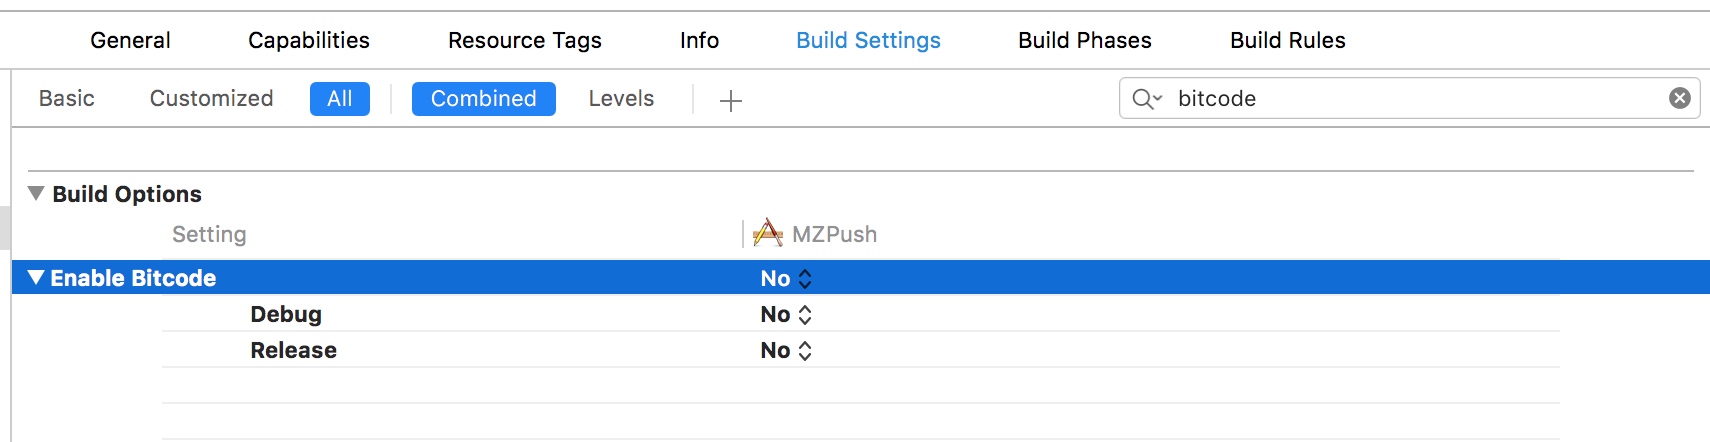 General Capabilities Resource Tags Info Build Settings Build Phases Build Rules
Basic Customized All Combined Levels bitcode
Build Options
Setting MZPush
Enable Bitcode No
Debug No
Release No